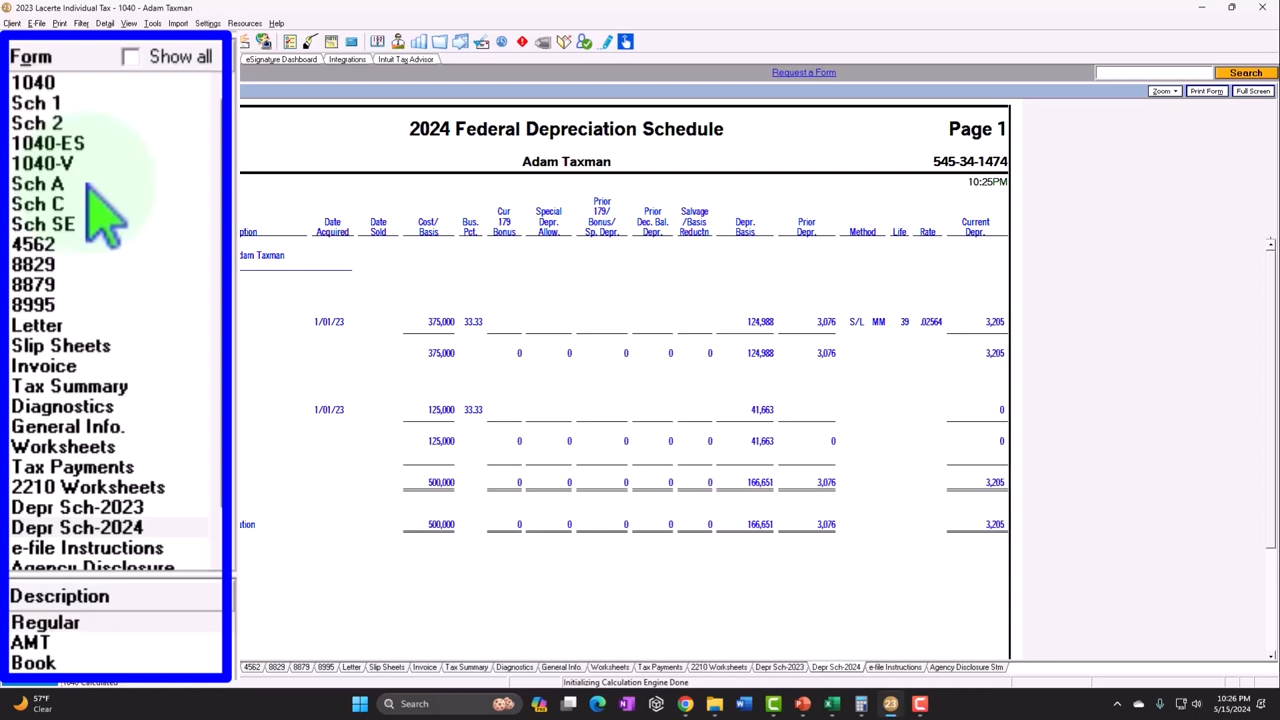 2023 Lacerte Individual Tax - 1040 - Adam Taxman
Client E-File Print Filter Detail View Tools Import Settings Resources Help
eSignature Dashboard Integrations Intuit Tax Advisor
Request a Form Search
Zoom Print Form Full Screen
Form Show all
1040
Sch 1
Sch 2
1040-ES
1040-V
Sch A
Sch C
Sch SE
4562
8829
8879
8995
Letter
Slip Sheets
Invoice
Tax Summary
Diagnostics
General Info.
Worksheets
Tax Payments
2210 Worksheets
Depr Sch-2023
Depr Sch-2024
e-file Instructions
Agency Disclosure
Description
Regular
AMT
Book
2024 Federal Depreciation Schedule Page 1
Adam Taxman 545-34-1474
10:25PM
Prior
Cur Special 179/ Prior Salvage
Date Date Cost/ Bus. 179 Depr. Bonus/ Dec. Bal. /Basis Depr. Prior Current
ption Acquired Sold Basis Pct. Bonus Allow. Sp. Depr. Depr. Reductn Basis Depr. Method Life Rate Depr.
dam Taxman
1/01/23 375,000 33.33 124,988 3,076 S/L MM 39 .02564 3,205
375,000 0 0 0 0 0 124,988 3,076 3,205
1/01/23 125,000 33.33 41,663 0
125,000 0 0 0 0 0 41,663 0 0
500,000 0 0 0 0 0 166,651 3,076 3,205
ation 500,000 0 0 0 0 0 166,651 3,076 3,205
4562 8829 8879 8995 Letter Slip Sheets Invoice Tax Summary Diagnostics General Info. Worksheets Tax Payments 2210 Worksheets Depr Sch-2023 Depr Sch-2024 e-file Instructions Agency Disclosure Stm
1040 Calculated Initializing Calculation Engine Done
57°F
Clear
Search
23
10:26 PM
5/15/2024